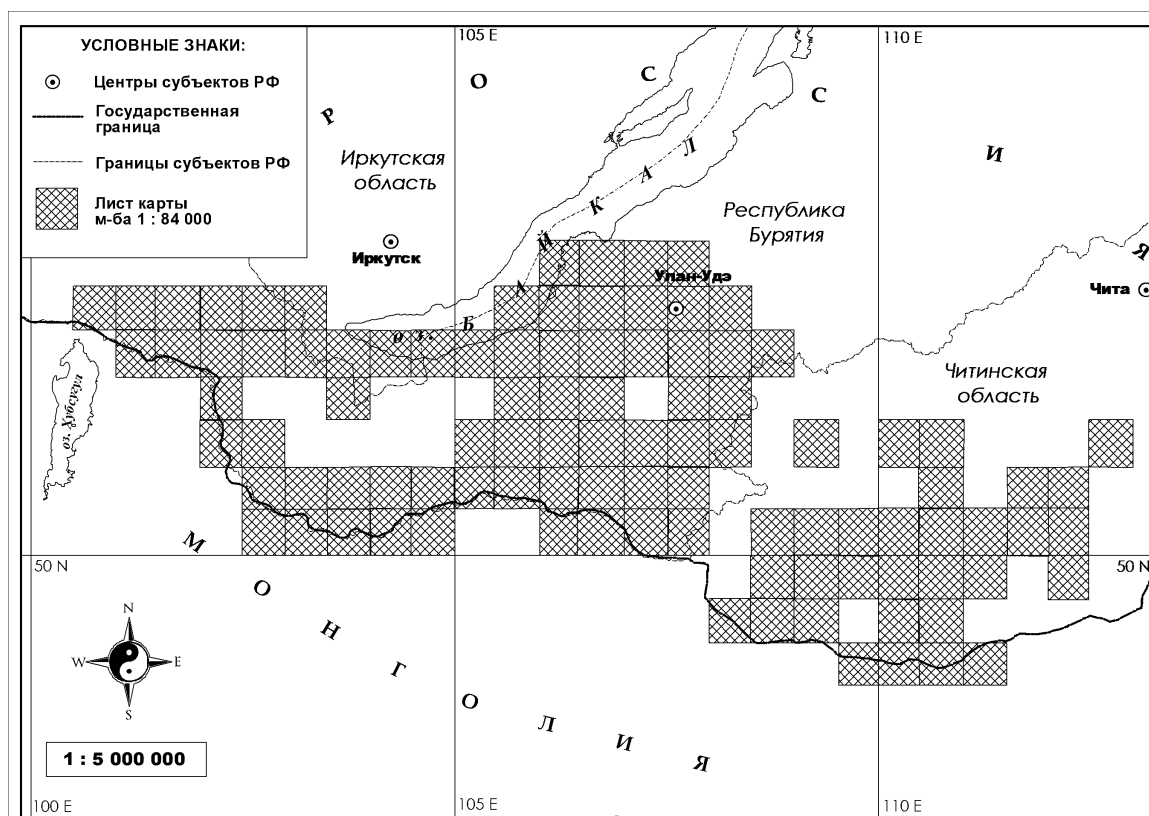 УСЛОВНЫЕ ЗНАКИ:
Центры субъектов РФ
Государственная
граница
Границы субъектов РФ
Лист карты
м-ба 1 : 84 000
105 E
110 E
Р О С С И Я
Иркутская
область
Иркутск
оз. Б А Й К А Л
Республика
Бурятия
Улан-Удэ
Чита
Читинская
область
оз. Хубсугул
М О Н Г О Л И Я
50 N
50 N
N
W
E
S
1 : 5 000 000
100 E
105 E
110 E